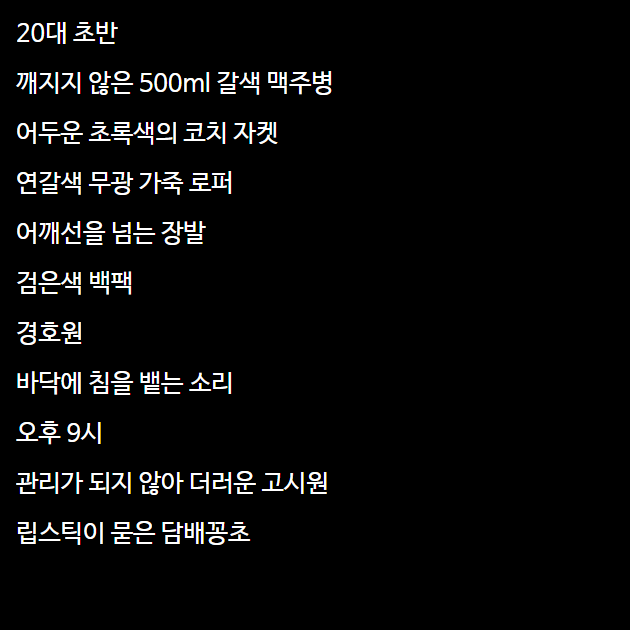 20대 초반
깨지지 않은 500ml 갈색 맥주병
어두운 초록색의 코치 자켓
연갈색 무광 가죽 로퍼
어깨선을 넘는 장발
검은색 백팩
경호원
바닥에 침을 뱉는 소리
오후 9시
관리가 되지 않아 더러운 고시원
립스틱이 묻은 담배꽁초